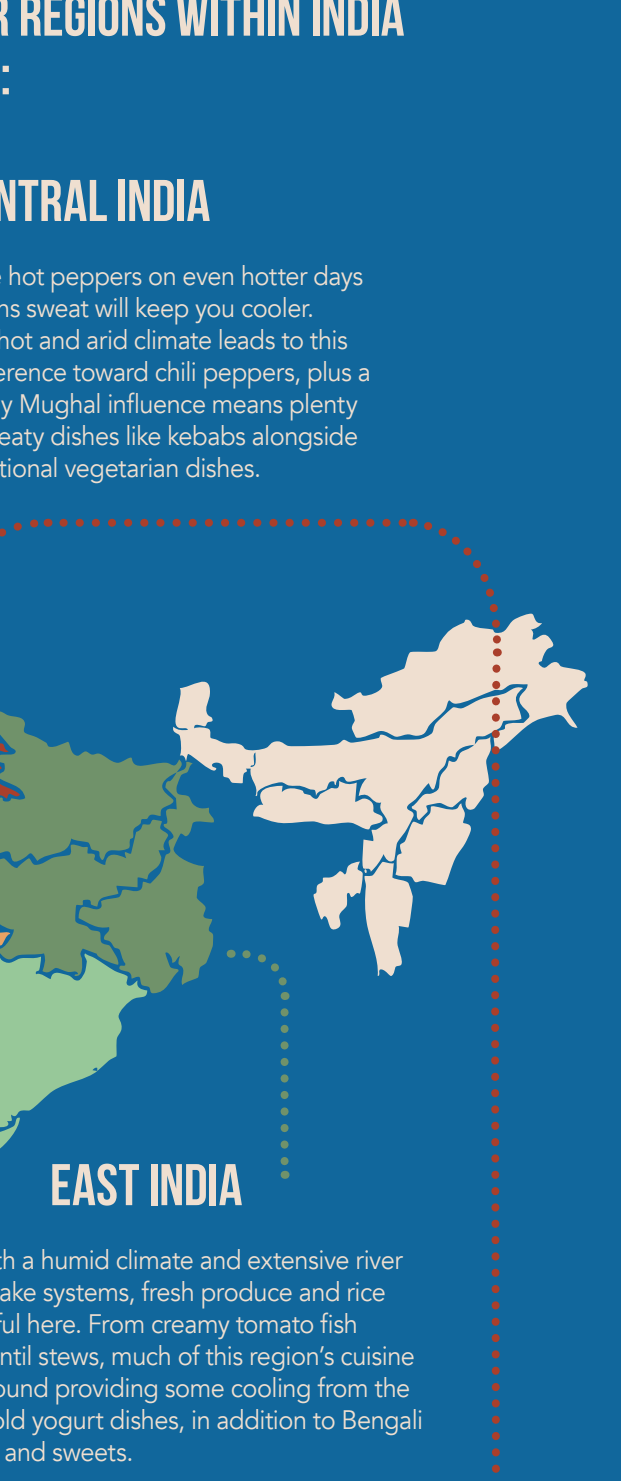 R REGIONS WITHIN INDIA
:
NTRAL INDIA
e hot peppers on even hotter days
ns sweat will keep you cooler.
hot and arid climate leads to this
erence toward chili peppers, plus a
y Mughal influence means plenty
eaty dishes like kebabs alongside
tional vegetarian dishes.
EAST INDIA
th a humid climate and extensive river
ake systems, fresh produce and rice
ful here. From creamy tomato fish
ntil stews, much of this region’s cuisine
ound providing some cooling from the
old yogurt dishes, in addition to Bengali
and sweets.